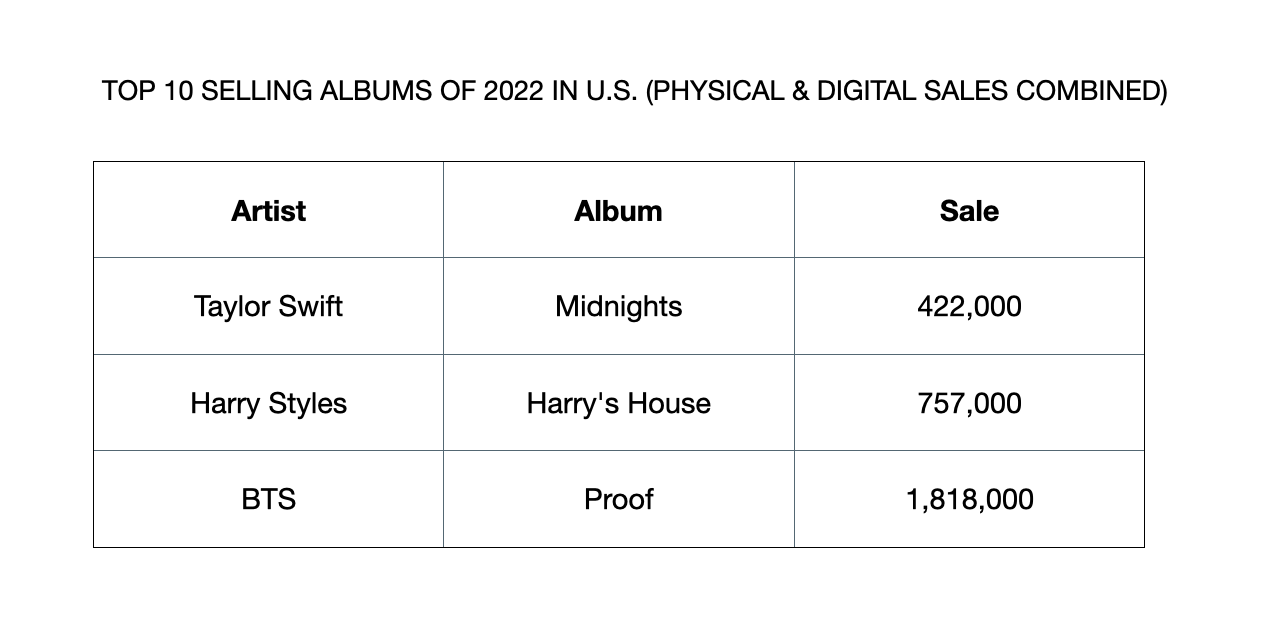 TOP 10 SELLING ALBUMS OF 2022 IN U.S. (PHYSICAL & DIGITAL SALES COMBINED)
Artist Album Sale
Taylor Swift Midnights 422,000
Harry Styles Harry's House 757,000
BTS Proof 1,818,000